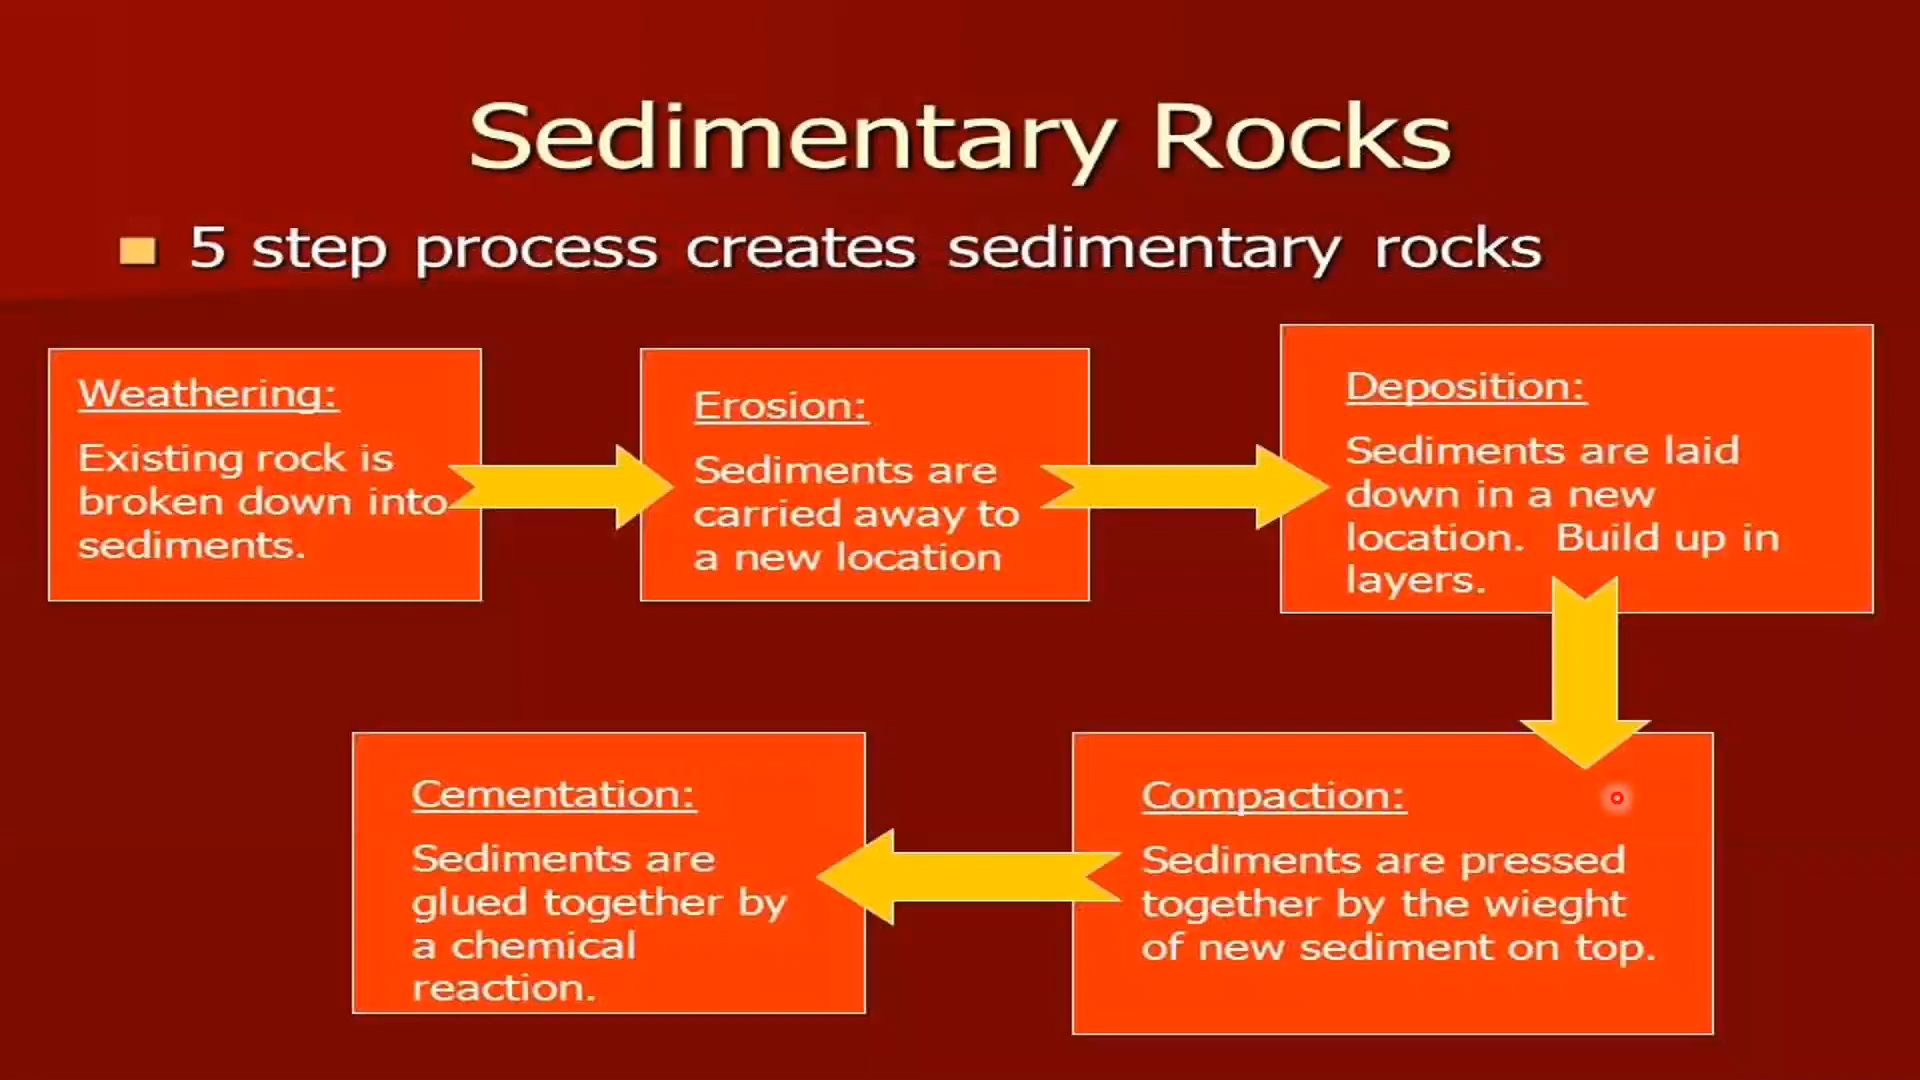 Sedimentary Rocks
5 step process creates sedimentary rocks
Weathering:
Existing rock is
broken down into
sediments.
Erosion:
Sediments are
carried away to
a new location
Deposition:
Sediments are laid
down in a new
location. Build up in
layers.
Compaction:
Sediments are pressed
together by the wieght
of new sediment on top.
Cementation:
Sediments are
glued together by
a chemical
reaction.